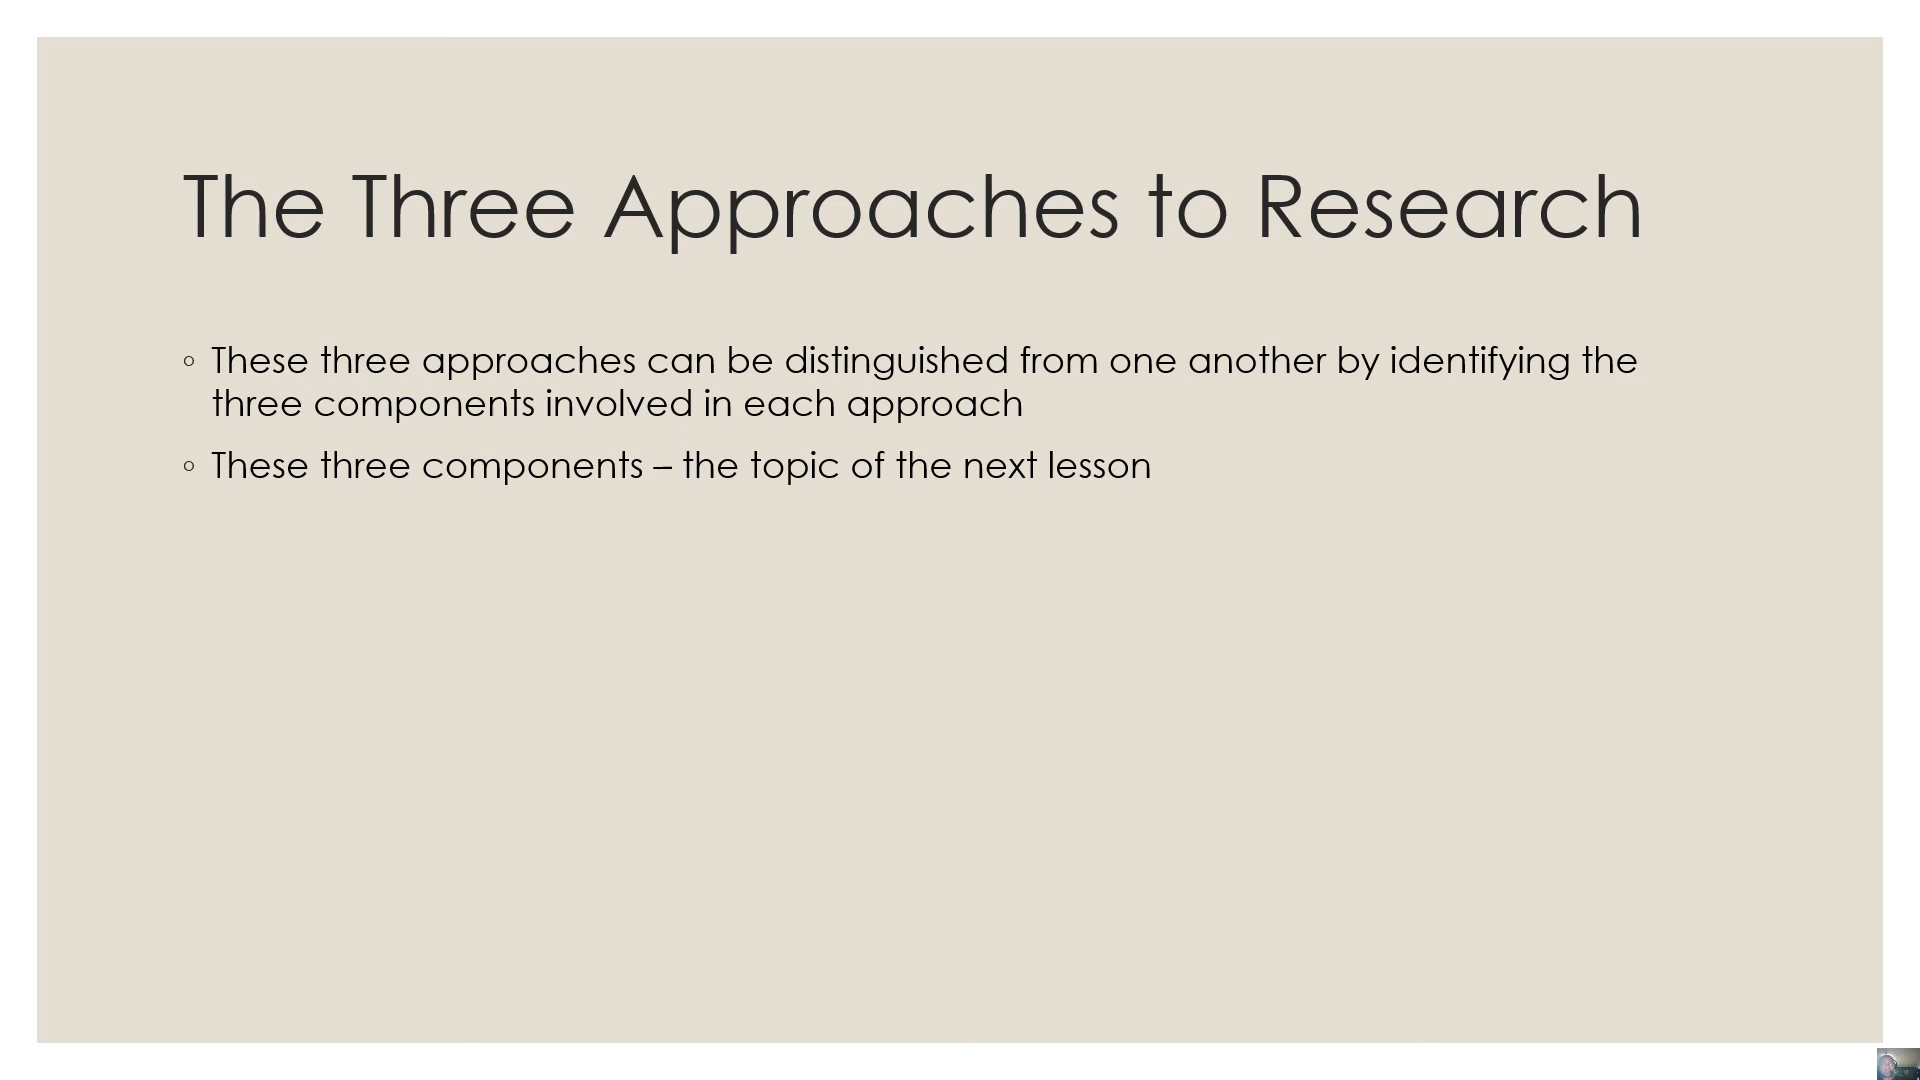 The Three Approaches to Research
◦ These three approaches can be distinguished from one another by identifying the
three components involved in each approach
◦ These three components – the topic of the next lesson